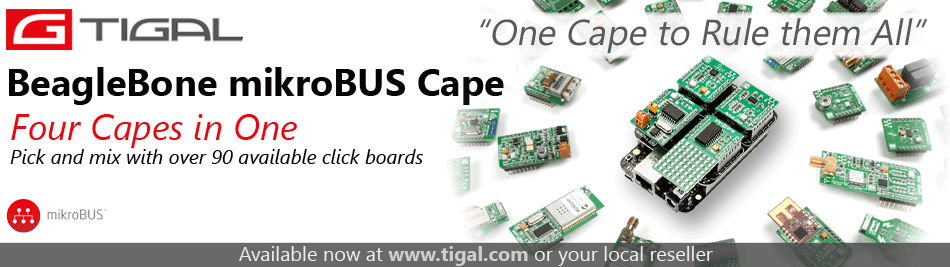 TIGAL
"One Cape to Rule them All"
BeagleBone mikroBUS Cape
Four Capes in One
Pick and mix with over 90 available click boards
mikroBUS™
Available now at www.tigal.com or your local reseller